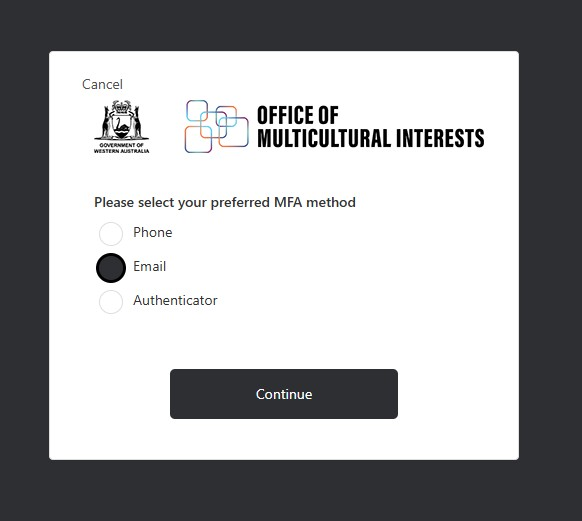 Cancel
GOVERNMENT OF
WESTERN AUSTRALIA
OFFICE OF
MULTICULTURAL INTERESTS
Please select your preferred MFA method
Phone
Email
Authenticator
Continue